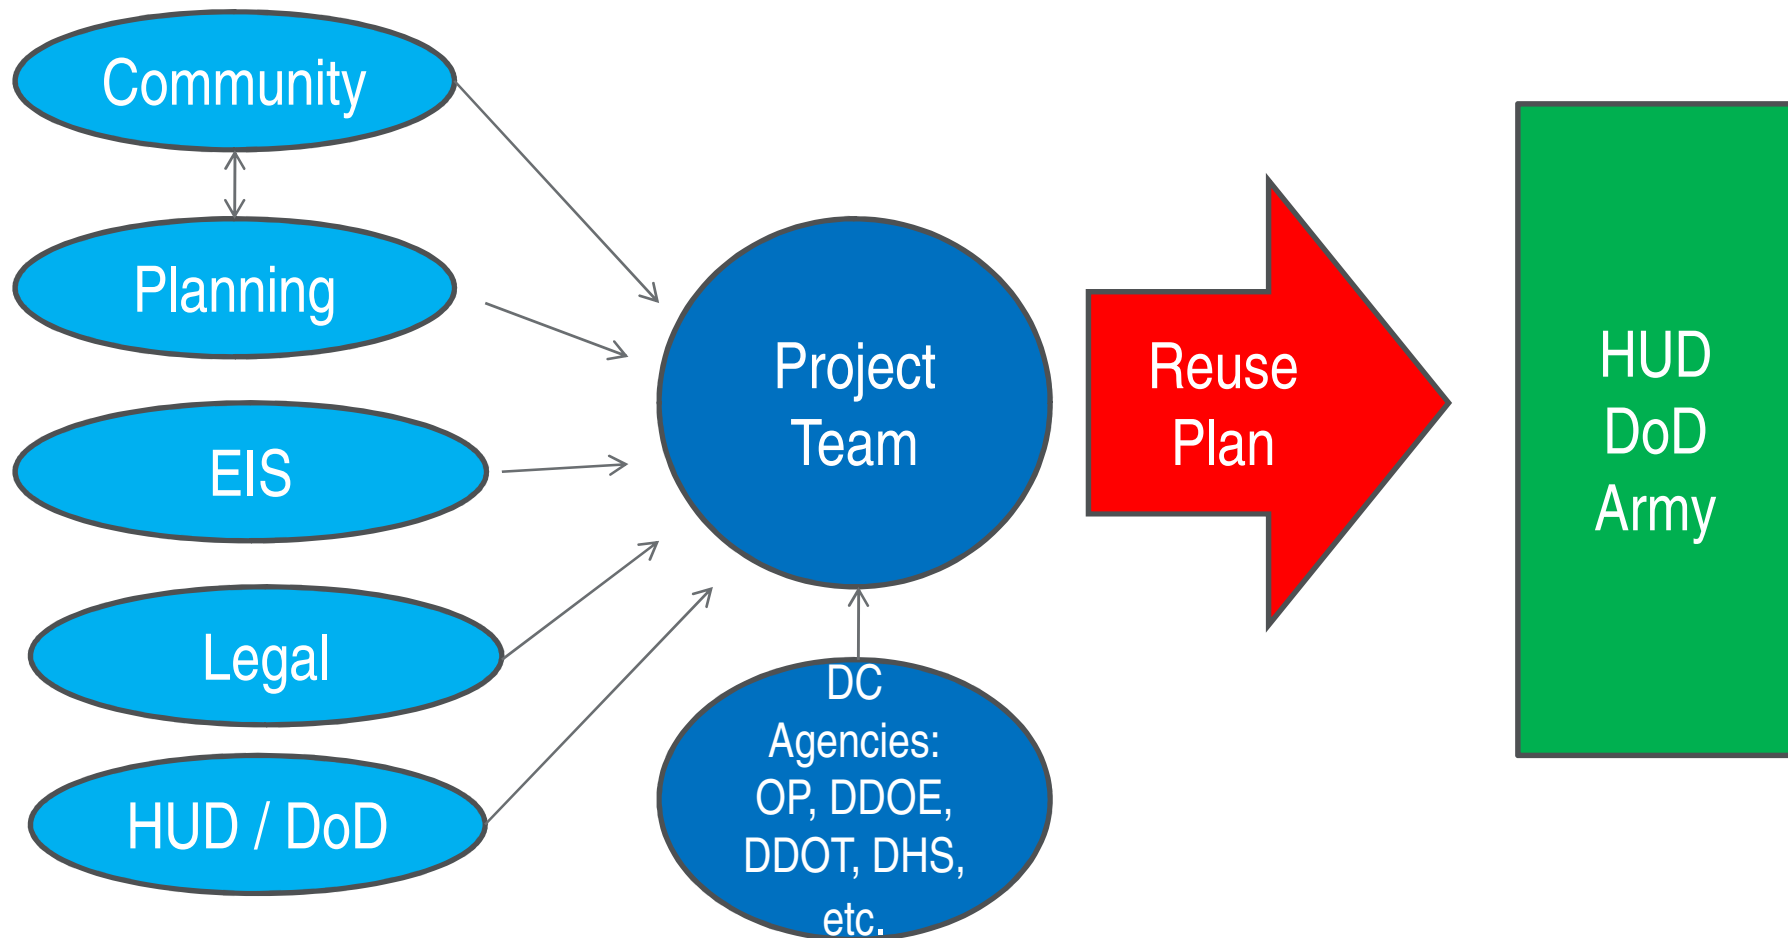 Community
Planning
EIS
Legal
HUD / DoD
Project
Team
DC
Agencies:
OP, DDOE,
DDOT, DHS,
etc.
Reuse
Plan
HUD
DoD
Army